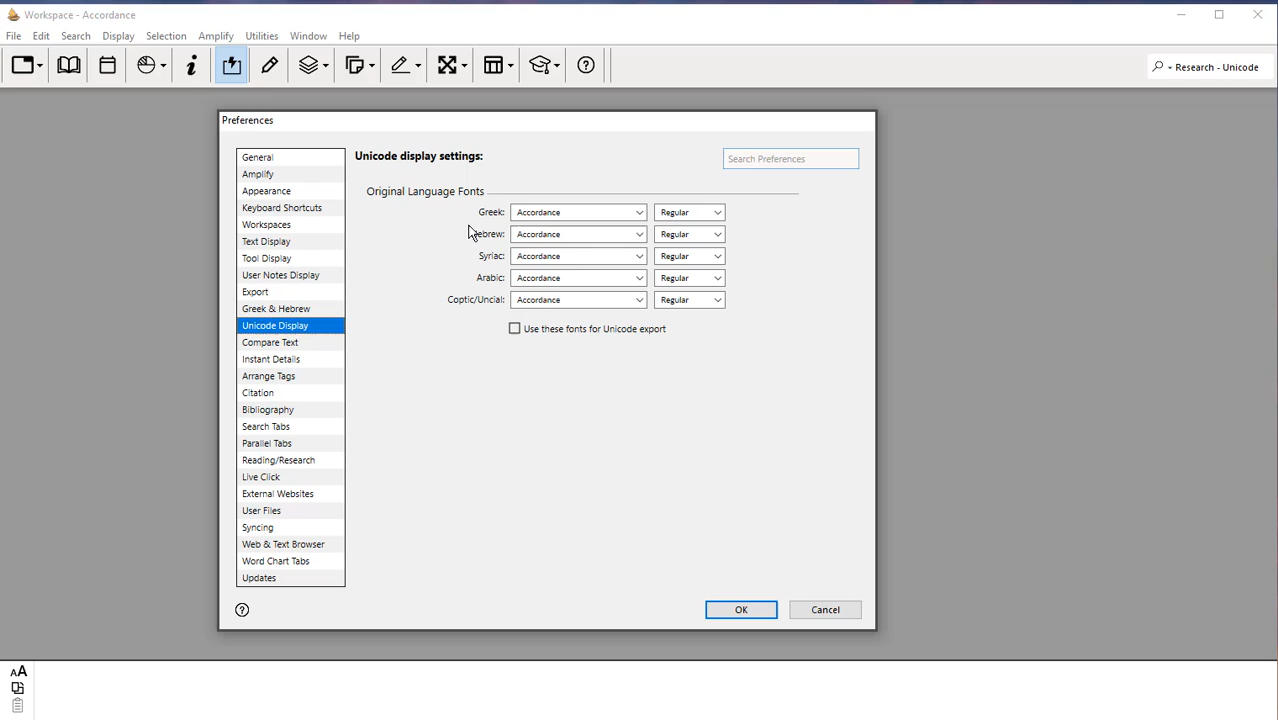 Workspace - Accordance
File Edit Search Display Selection Amplify Utilities Window Help
Research - Unicode
Preferences
General
Amplify
Appearance
Keyboard Shortcuts
Workspaces
Text Display
Tool Display
User Notes Display
Export
Greek & Hebrew
Unicode Display
Compare Text
Instant Details
Arrange Tags
Citation
Bibliography
Search Tabs
Parallel Tabs
Reading/Research
Live Click
External Websites
User Files
Syncing
Web & Text Browser
Word Chart Tabs
Updates
Unicode display settings:
Search Preferences
Original Language Fonts
Greek: Accordance Regular
Hebrew: Accordance Regular
Syriac: Accordance Regular
Arabic: Accordance Regular
Coptic/Uncial: Accordance Regular
Use these fonts for Unicode export
OK Cancel
AA